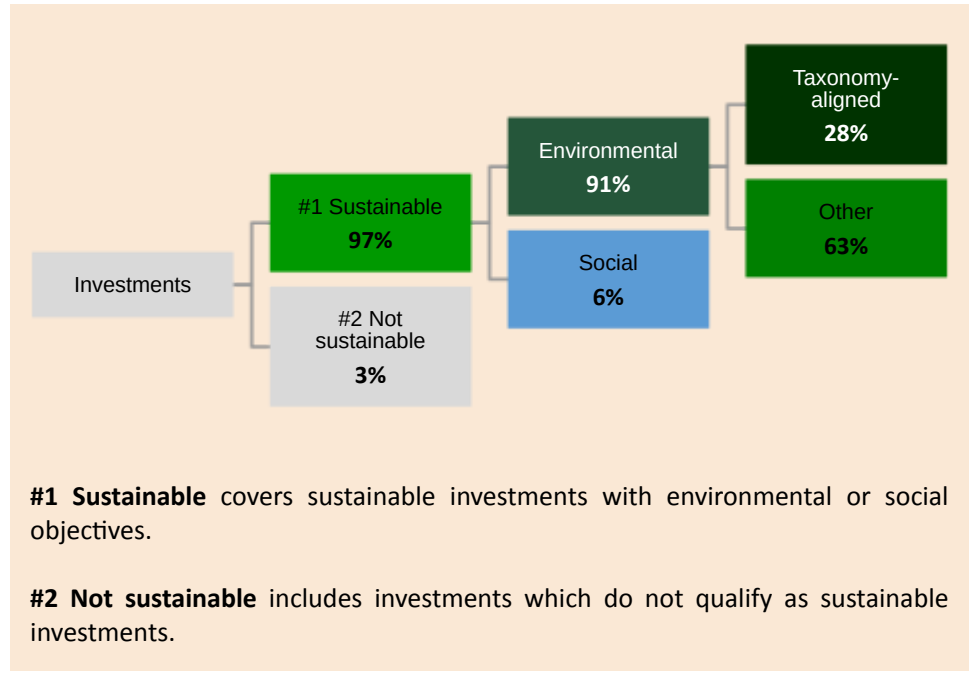 Investments
#1 Sustainable
97%
#2 Not
sustainable
3%
Environmental
91%
Social
6%
Taxonomy-
aligned
28%
Other
63%
#1 Sustainable covers sustainable investments with environmental or social
objectives.
#2 Not sustainable includes investments which do not qualify as sustainable
investments.